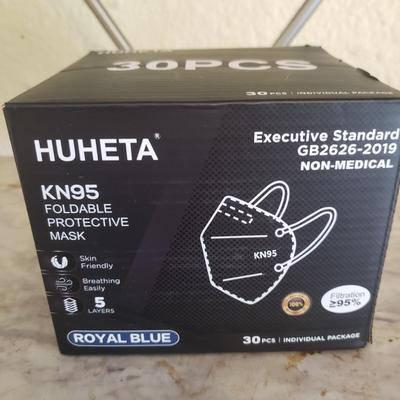 30PCS
30 PCS | INDIVIDUAL PACKAGE
HUHETA®
Executive Standard
GB2626-2019
NON-MEDICAL
KN95
FOLDABLE
PROTECTIVE
MASK
Skin
Friendly
Breathing
Easily
5
LAYERS
KN95
100%
Filtration
≥95%
ROYAL BLUE
30 PCS | INDIVIDUAL PACKAGE